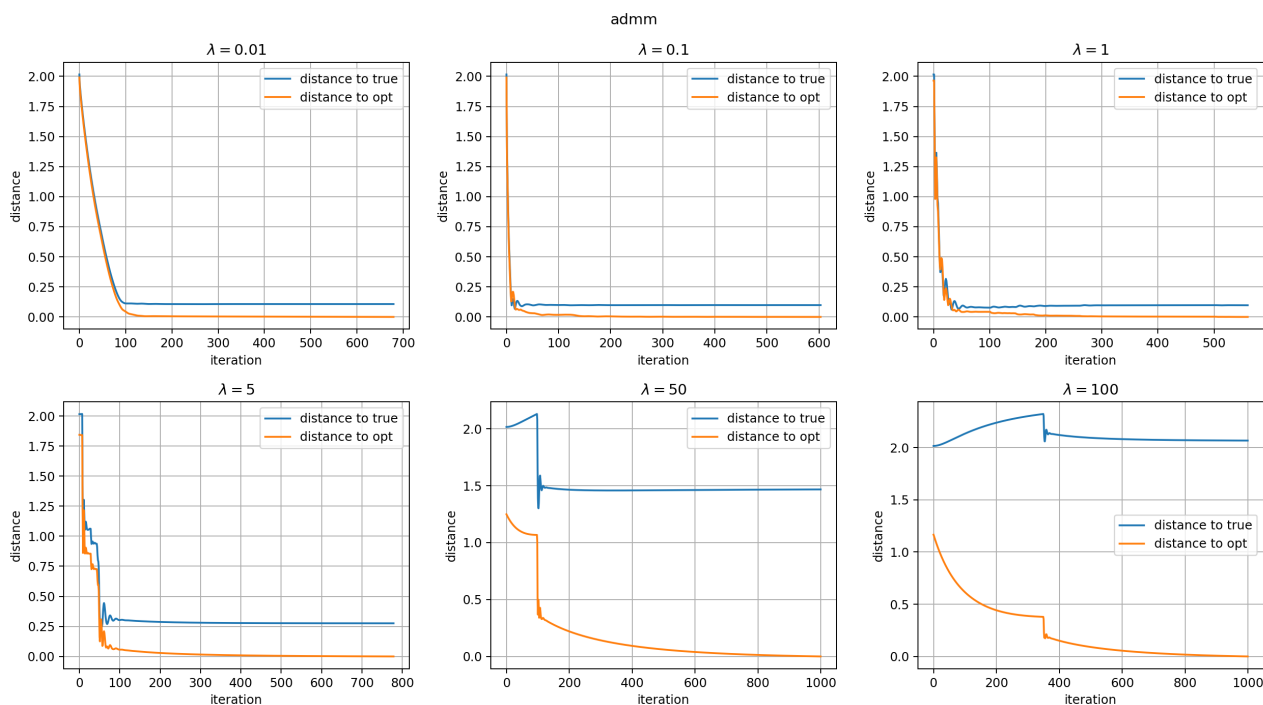 admm
λ = 0.01
2.00
1.75
1.50
1.25
1.00
0.75
0.50
0.25
0.00
distance
0 100 200 300 400 500 600 700
iteration
distance to true
distance to opt
λ = 0.1
2.00
1.75
1.50
1.25
1.00
0.75
0.50
0.25
0.00
distance
0 100 200 300 400 500 600
iteration
distance to true
distance to opt
λ = 1
2.00
1.75
1.50
1.25
1.00
0.75
0.50
0.25
0.00
distance
0 100 200 300 400 500
iteration
distance to true
distance to opt
λ = 5
2.00
1.75
1.50
1.25
1.00
0.75
0.50
0.25
0.00
distance
0 100 200 300 400 500 600 700 800
iteration
distance to true
distance to opt
λ = 50
2.0
1.5
1.0
0.5
0.0
distance
0 200 400 600 800 1000
iteration
distance to true
distance to opt
λ = 100
2.0
1.5
1.0
0.5
0.0
distance
0 200 400 600 800 1000
iteration
distance to true
distance to opt